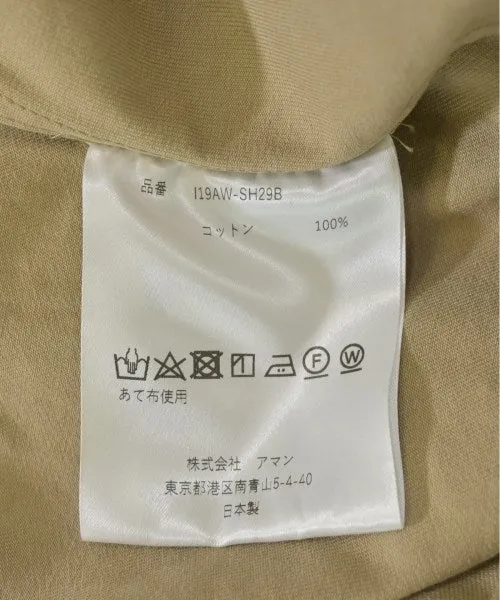 品番 I19AW-SH29B
コットン 100%
F W
あて布使用
株式会社 アマン
東京都港区南青山5-4-40
日本製